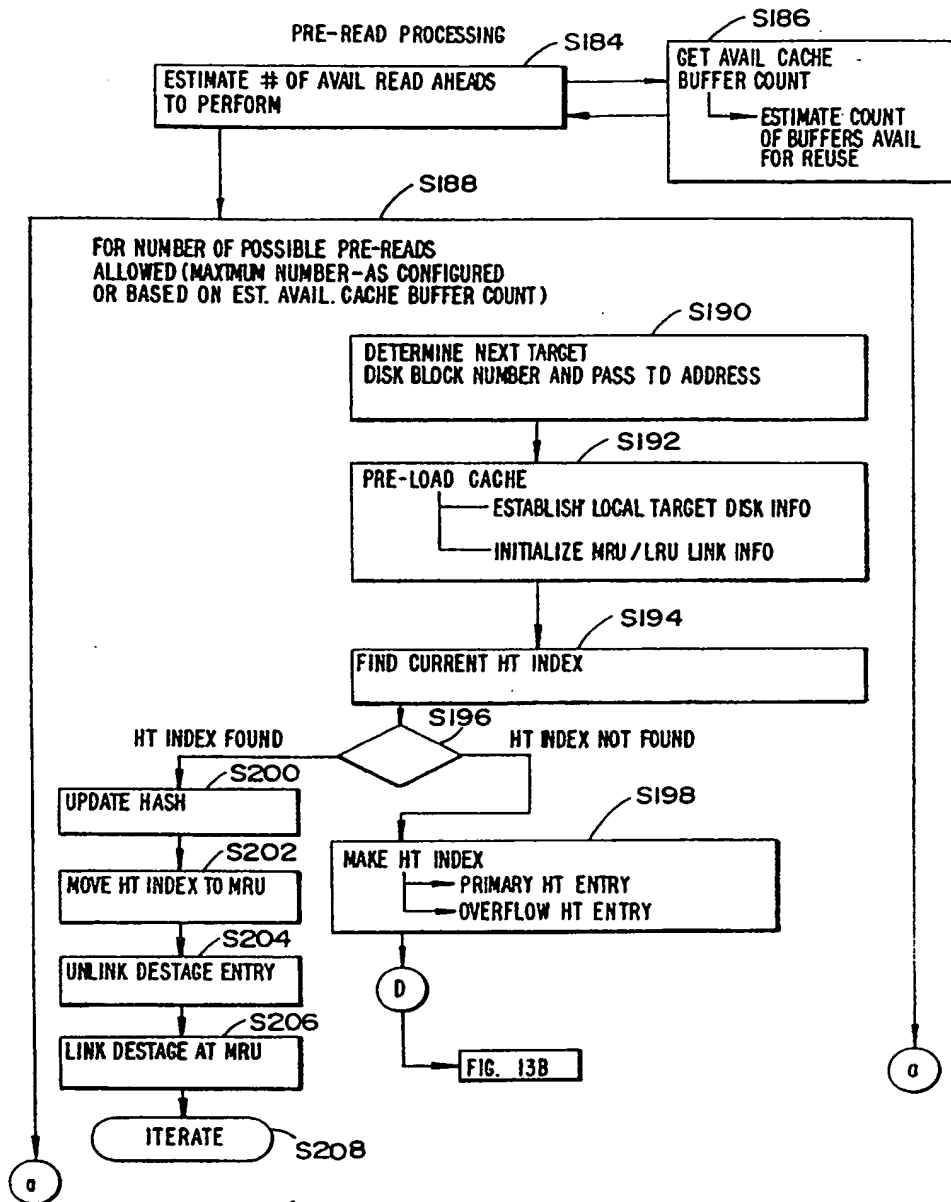 PRE-READ PROCESSING
S184
S186
ESTIMATE # OF AVAIL READ AHEADS
TO PERFORM
GET AVAIL CACHE
BUFFER COUNT
ESTIMATE COUNT
OF BUFFERS AVAIL
FOR REUSE
S188
FOR NUMBER OF POSSIBLE PRE-READS
ALLOWED (MAXIMUM NUMBER-AS CONFIGURED
OR BASED ON EST. AVAIL. CACHE BUFFER COUNT)
S190
DETERMINE NEXT TARGET
DISK BLOCK NUMBER AND PASS TD ADDRESS
S192
PRE-LOAD CACHE
ESTABLISH LOCAL TARGET DISK INFO
INITIALIZE MRU/LRU LINK INFO
S194
FIND CURRENT HT INDEX
S196
HT INDEX FOUND
HT INDEX NOT FOUND
S200
UPDATE HASH
S202
MOVE HT INDEX TO MRU
S204
UNLINK DESTAGE ENTRY
S206
LINK DESTAGE AT MRU
ITERATE
S208
S198
MAKE HT INDEX
PRIMARY HT ENTRY
OVERFLOW HT ENTRY
D
FIG. 13B
a
a